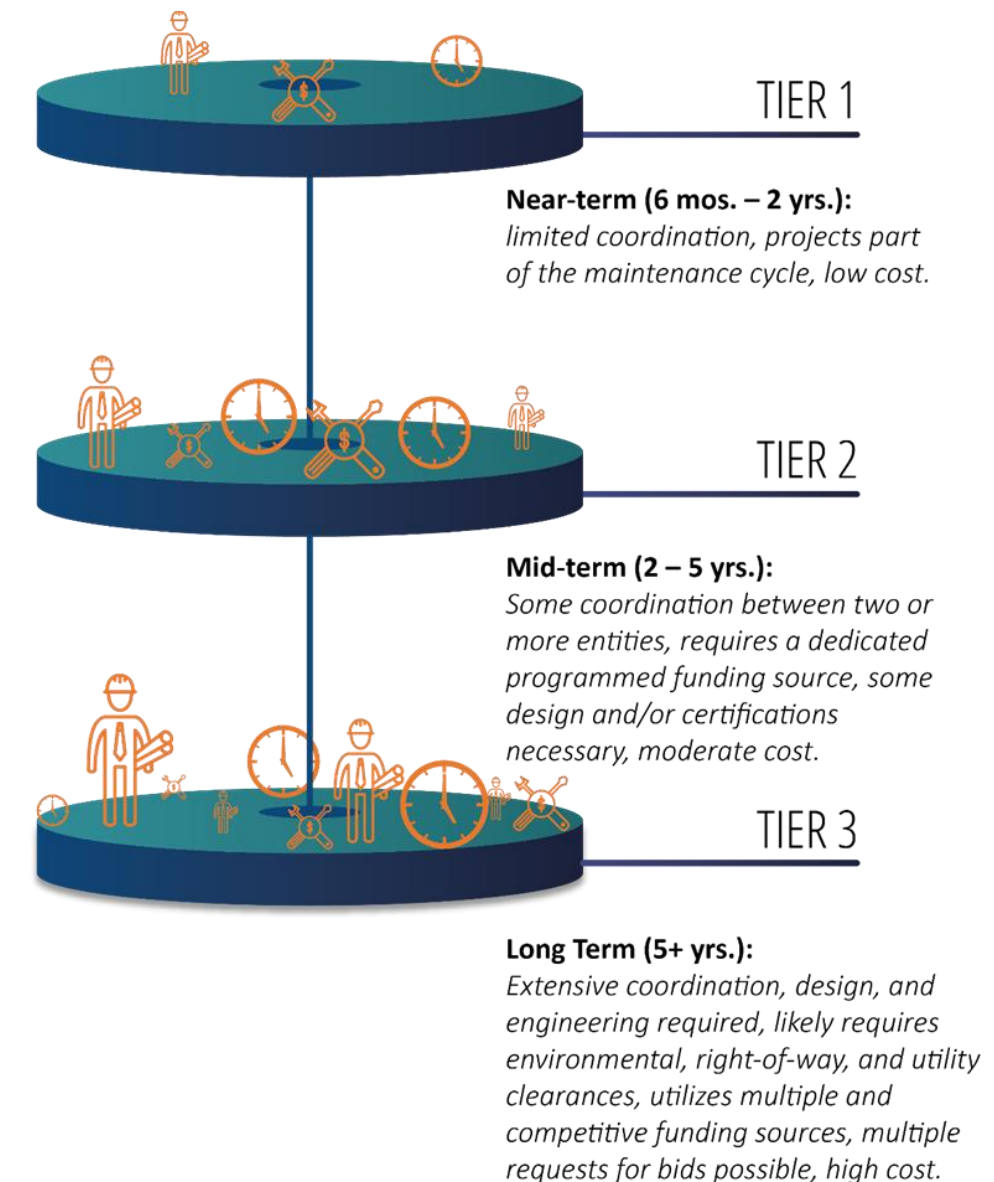 TIER 1
Near-term (6 mos. – 2 yrs.):
limited coordination, projects part
of the maintenance cycle, low cost.
$
$
$
TIER 2
Mid-term (2 – 5 yrs.):
Some coordination between two or
more entities, requires a dedicated
programmed funding source, some
design and/or certifications
necessary, moderate cost.
$
$
$
TIER 3
Long Term (5+ yrs.):
Extensive coordination, design, and
engineering required, likely requires
environmental, right-of-way, and utility
clearances, utilizes multiple and
competitive funding sources, multiple
requests for bids possible, high cost.